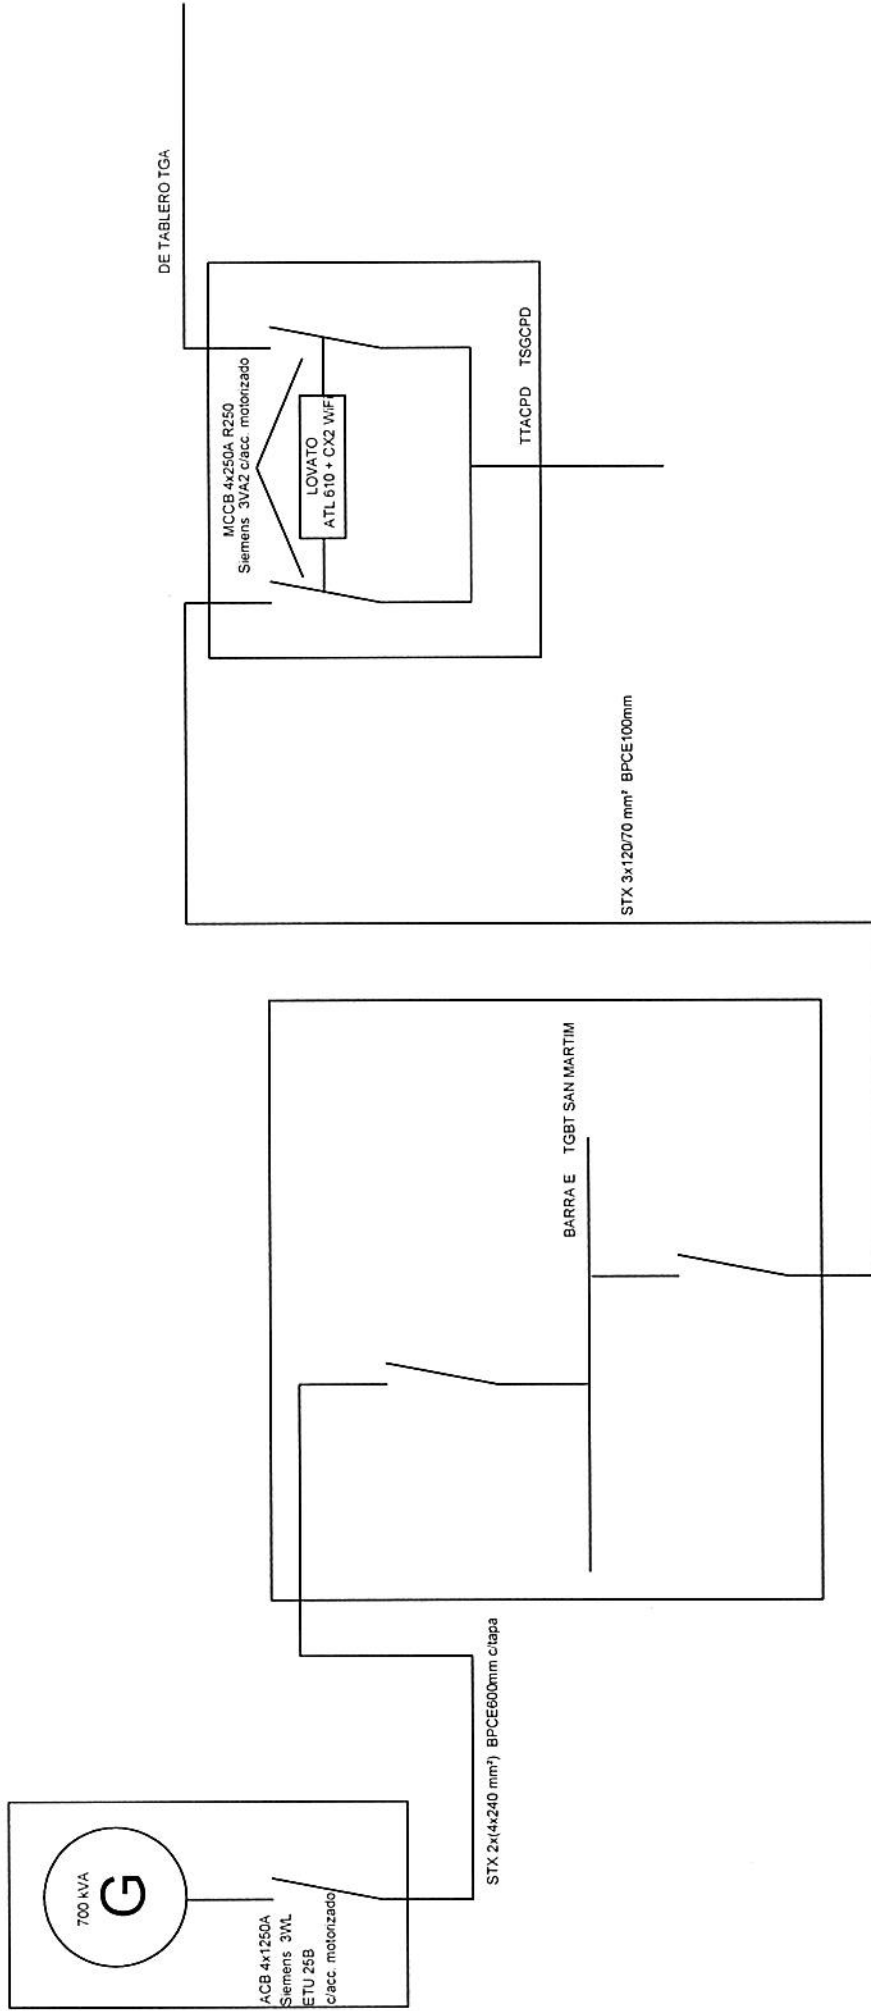 700 kVA
G
ACB 4x1250A
Siemens 3WL
ETU 25B
c/acc. motorizado
STX 2x(4x240 mm²) BPCE600mm c/tapa
BARRA E TGBT SAN MARTIM
STX 3x120/70 mm² BPCE100mm
MCCB 4x250A R250
Siemens 3VA2 c/acc. motorizado
LOVATO
ATL 610 + CX2 WiFi
TTACPD TSGCPD
DE TABLERO TGA